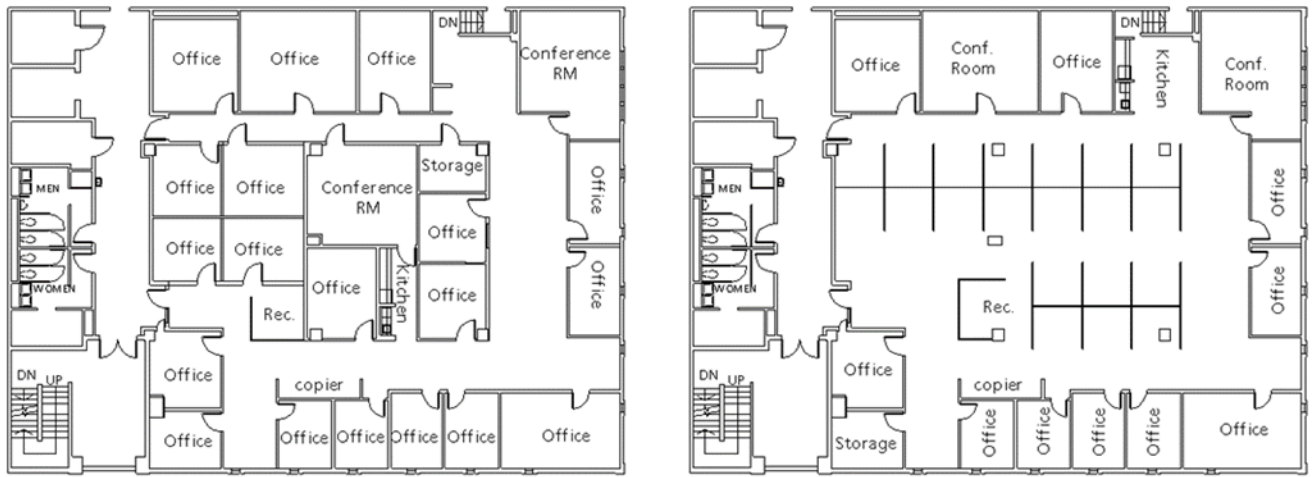 DN
Office
Office
Office
Conference
RM
MEN
Office
Office
Conference
RM
Storage
Office
Office
Office
Office
WOMEN
Office
Kitchen
Office
Office
Rec.
DN
UP
Office
copier
Office
Office
Office
Office
Office
Office
DN
Office
Conf.
Room
Office
Kitchen
Conf.
Room
MEN
Office
WOMEN
Rec.
Office
DN
UP
Office
copier
Storage
Office
Office
Office
Office
Office